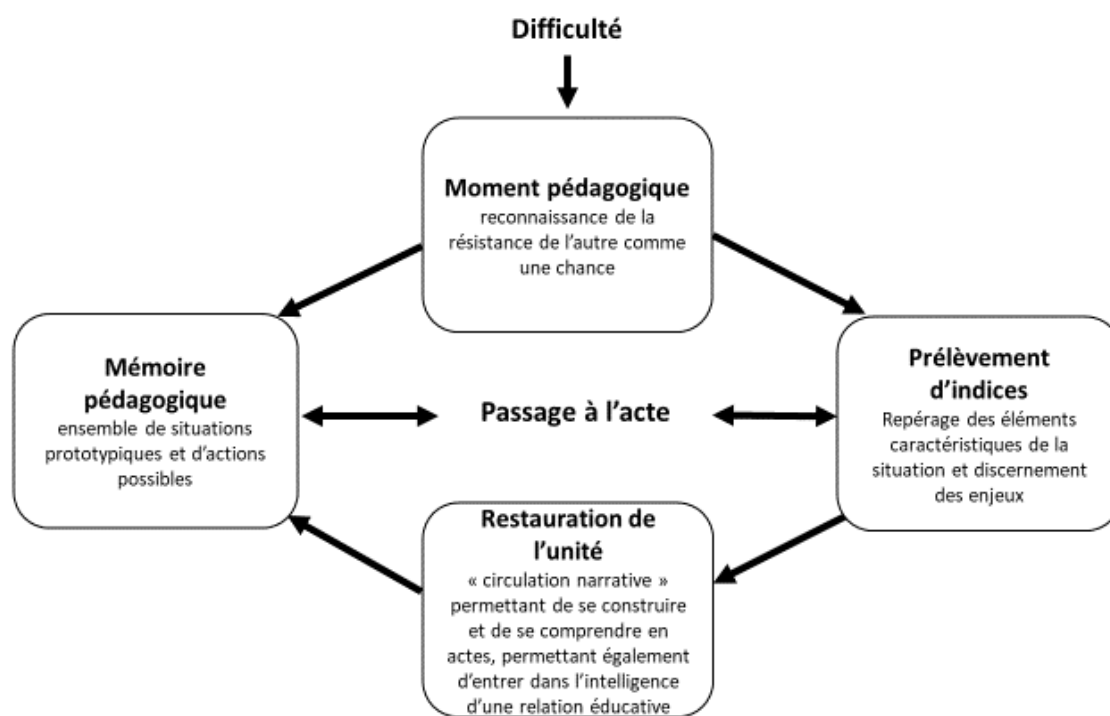 Difficulté
Moment pédagogique
reconnaissance de la
résistance de l'autre comme
une chance
Mémoire
pédagogique
ensemble de situations
prototypiques et d'actions
possibles
Passage à l'acte
Prélèvement
d'indices
Repérage des éléments
caractéristiques de la
situation et discernement
des enjeux
Restauration de
l'unité
« circulation narrative »
permettant de se construire
et de se comprendre en
actes, permettant également
d'entrer dans l'intelligence
d'une relation éducative